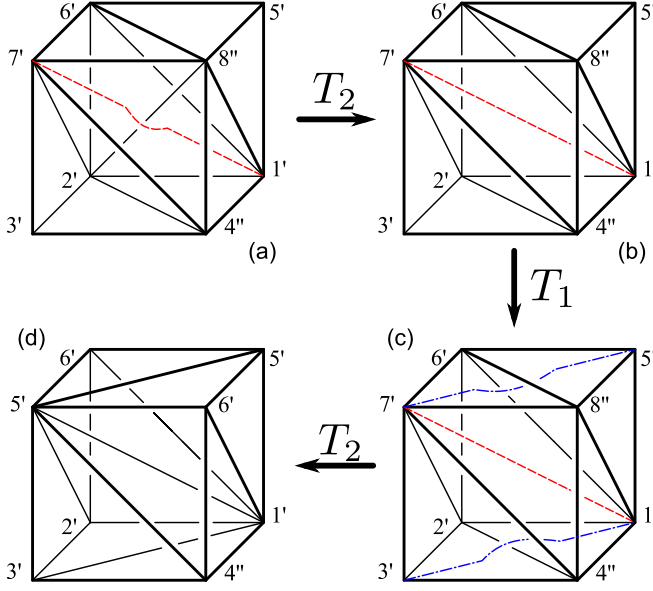 6' 5' 6' 5'
7' 8" 7' 8"
T₂
2' 1' 2' 1
3' 4" 3' 4"
(a) (b)
T₁
(d) (c)
6' 5' 6' 5
5' 6' 7' 8"
T₂
2' 1' 2' 1
3' 4" 3' 4"